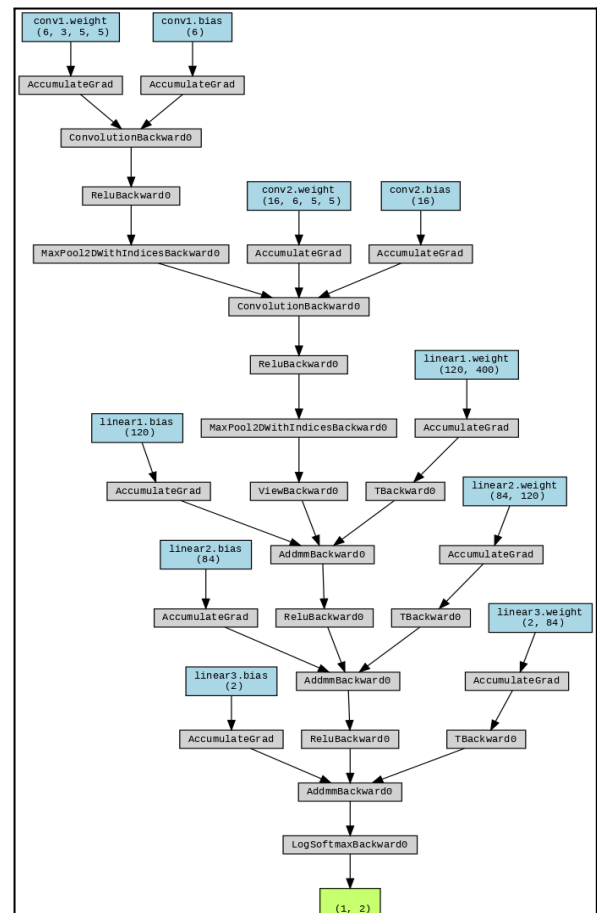 conv1.weight
(6, 3, 5, 5)
conv1.bias
(6)
AccumulateGrad
AccumulateGrad
ConvolutionBackward0
ReluBackward0
conv2.weight
(16, 6, 5, 5)
conv2.bias
(16)
MaxPool2DWithIndicesBackward0
AccumulateGrad
AccumulateGrad
ConvolutionBackward0
ReluBackward0
linear1.weight
(120, 400)
linear1.bias
(120)
MaxPool2DWithIndicesBackward0
AccumulateGrad
AccumulateGrad
ViewBackward0
TBackward0
linear2.weight
(84, 120)
linear2.bias
(84)
AddmmBackward0
AccumulateGrad
AccumulateGrad
ReluBackward0
TBackward0
linear3.weight
(2, 84)
linear3.bias
(2)
AddmmBackward0
AccumulateGrad
AccumulateGrad
ReluBackward0
TBackward0
AddmmBackward0
LogSoftmaxBackward0
(1, 2)